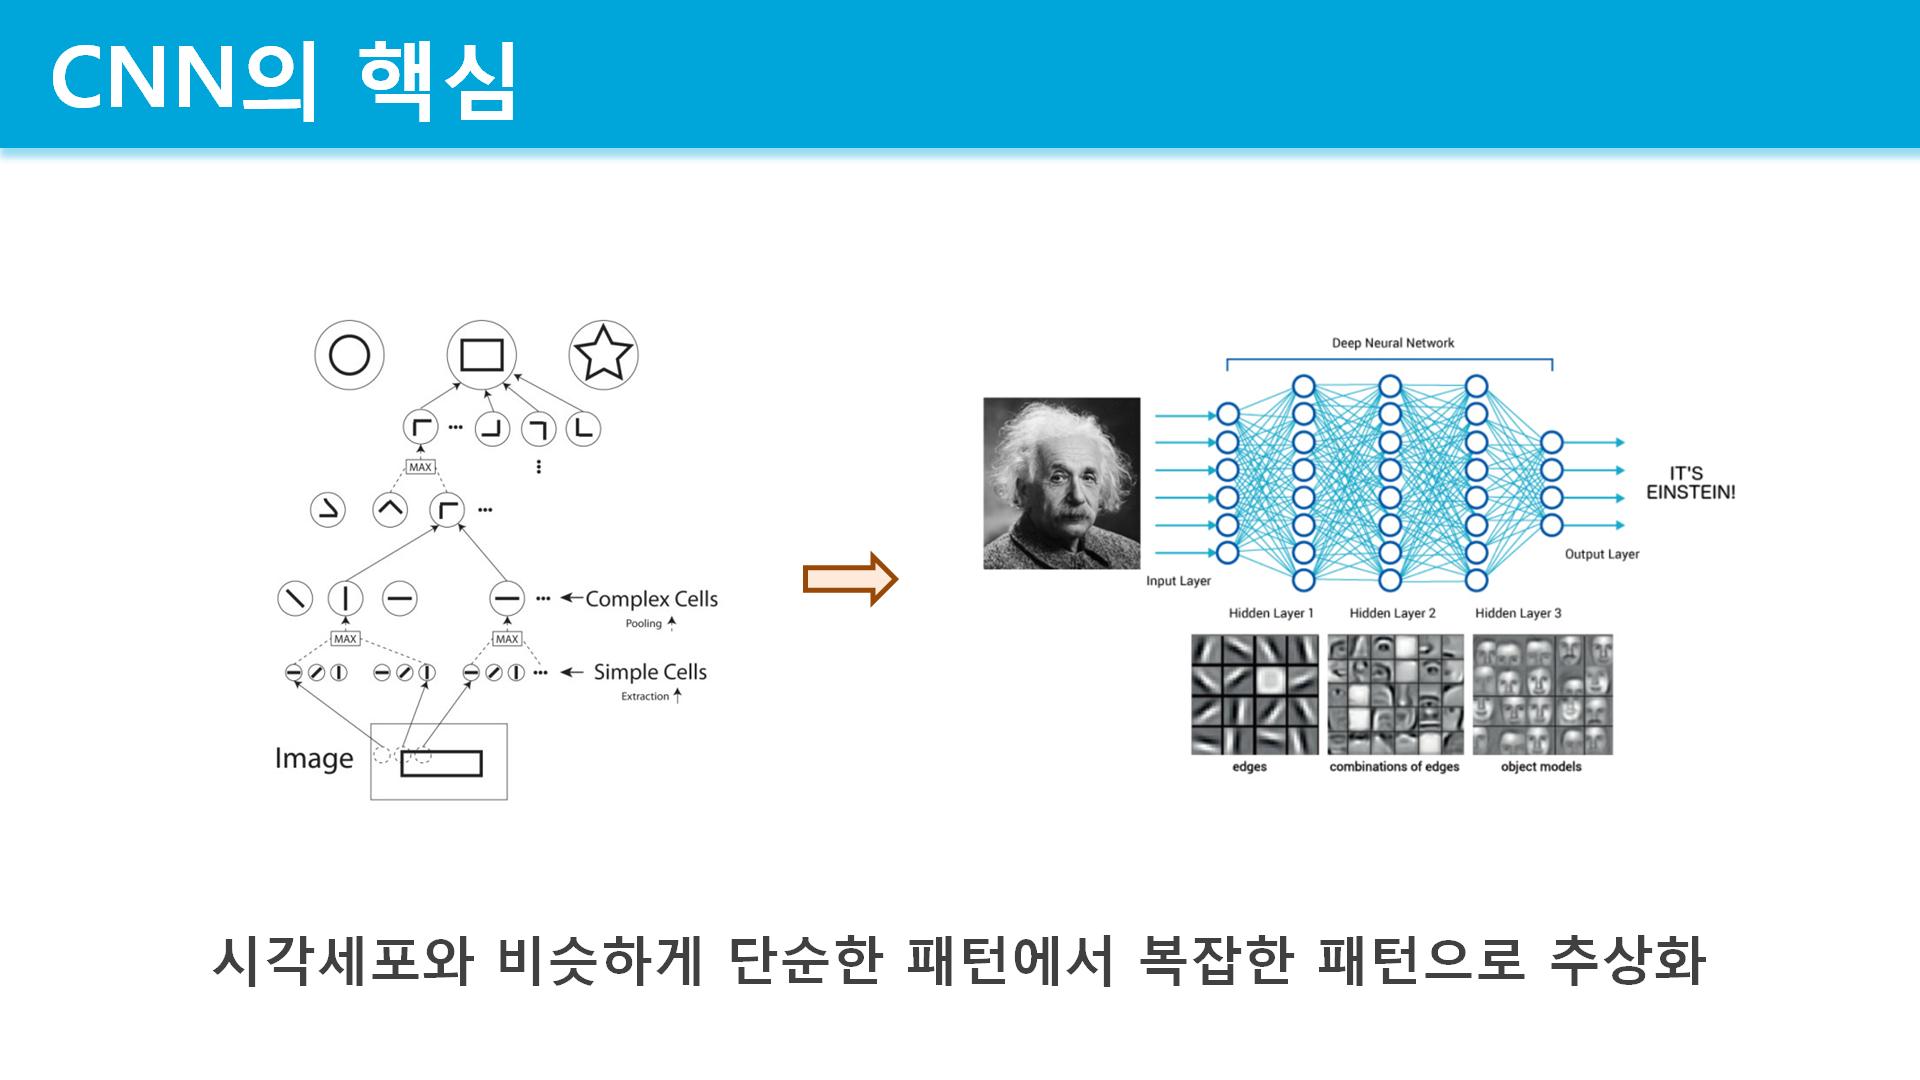 CNN의 핵심
MAX
MAX
MAX
Complex Cells
Pooling
Simple Cells
Extraction
Image
Deep Neural Network
IT'S
EINSTEIN!
Output Layer
Input Layer
Hidden Layer 1
Hidden Layer 2
Hidden Layer 3
edges
combinations of edges
object models
시각세포와 비슷하게 단순한 패턴에서 복잡한 패턴으로 추상화